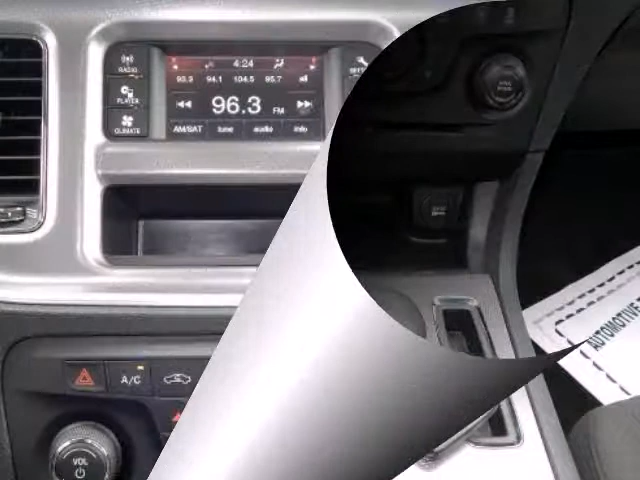 RADIO
4:24
93.3 94.1 104.5 95.7
PLAYER
96.3 FM
CLIMATE
AM/SAT tune audio info
A/C
VOL
AUTOMOTIVE